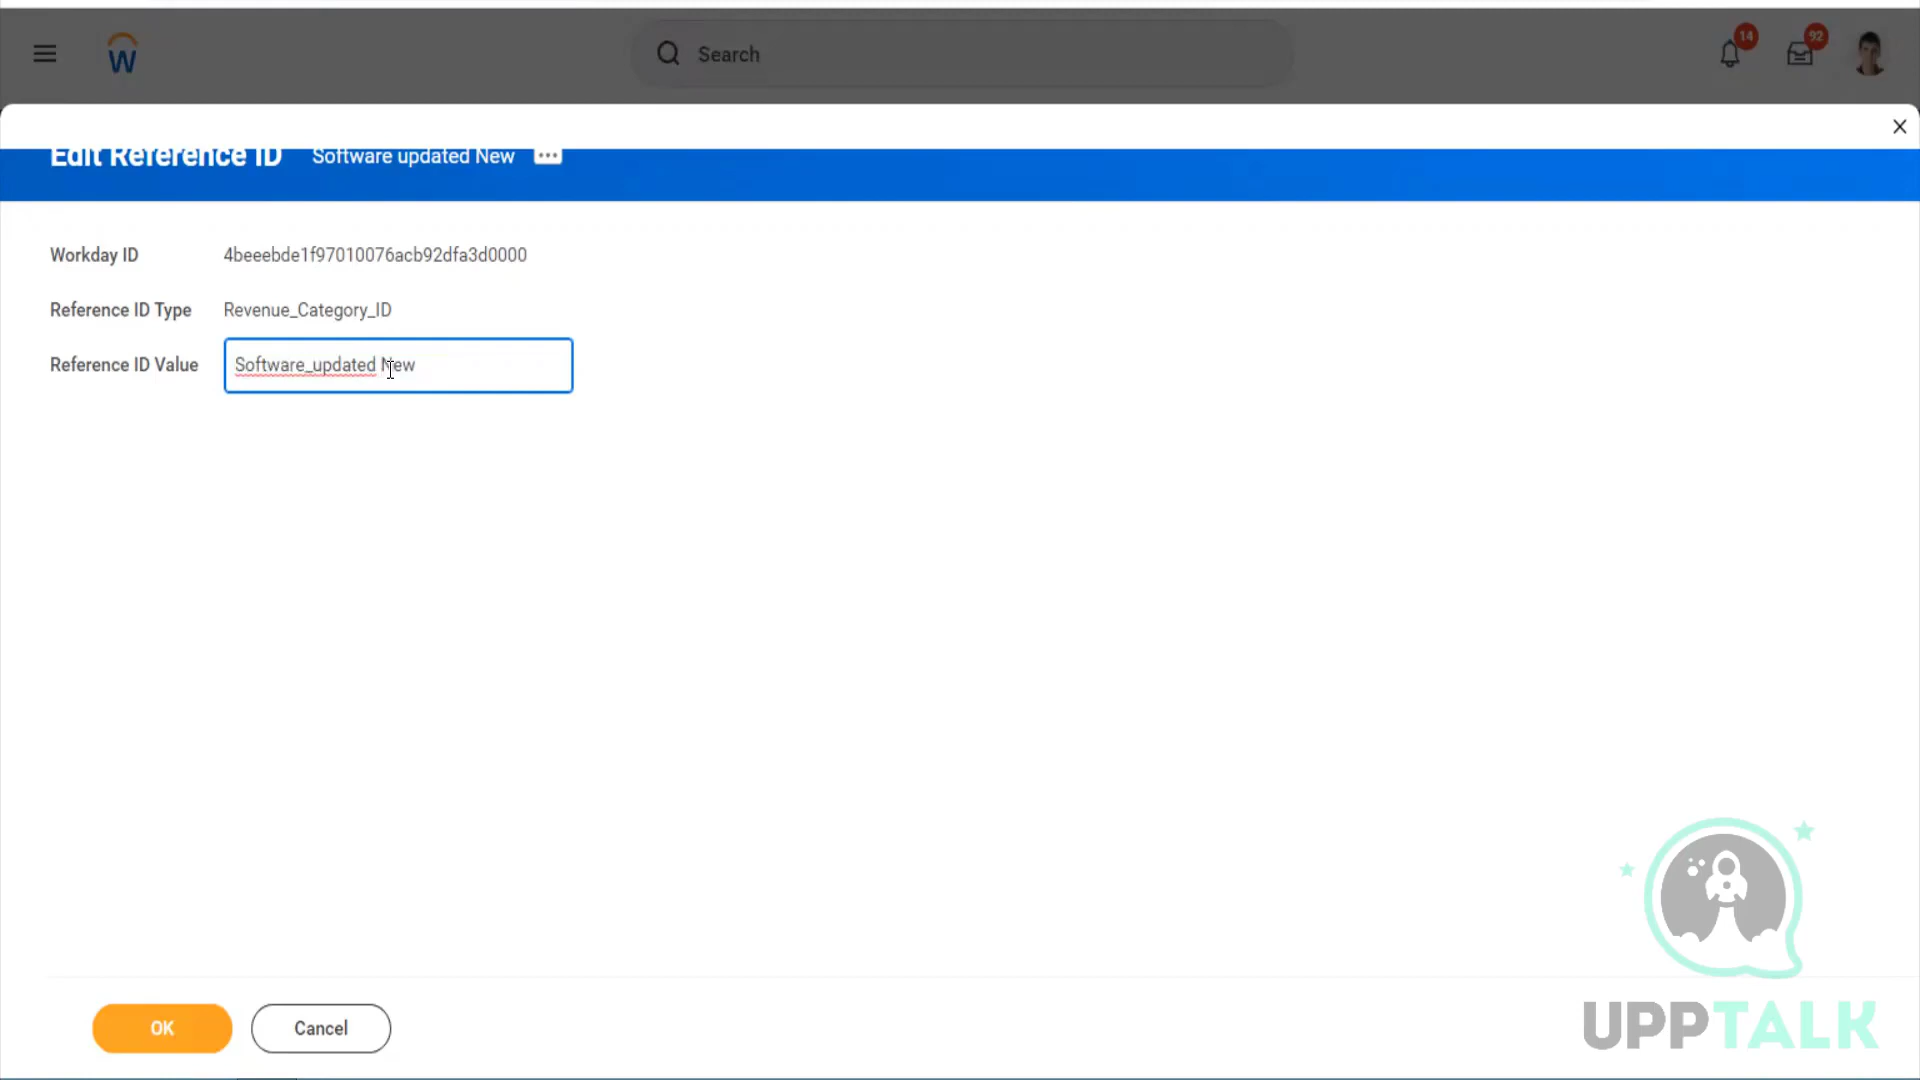 W
Search
14
92
Edit Reference ID Software updated New
Workday ID 4beeebde1f97010076acb92dfa3d0000
Reference ID Type Revenue_Category_ID
Reference ID Value Software_updated New
OK Cancel
UPPTALK